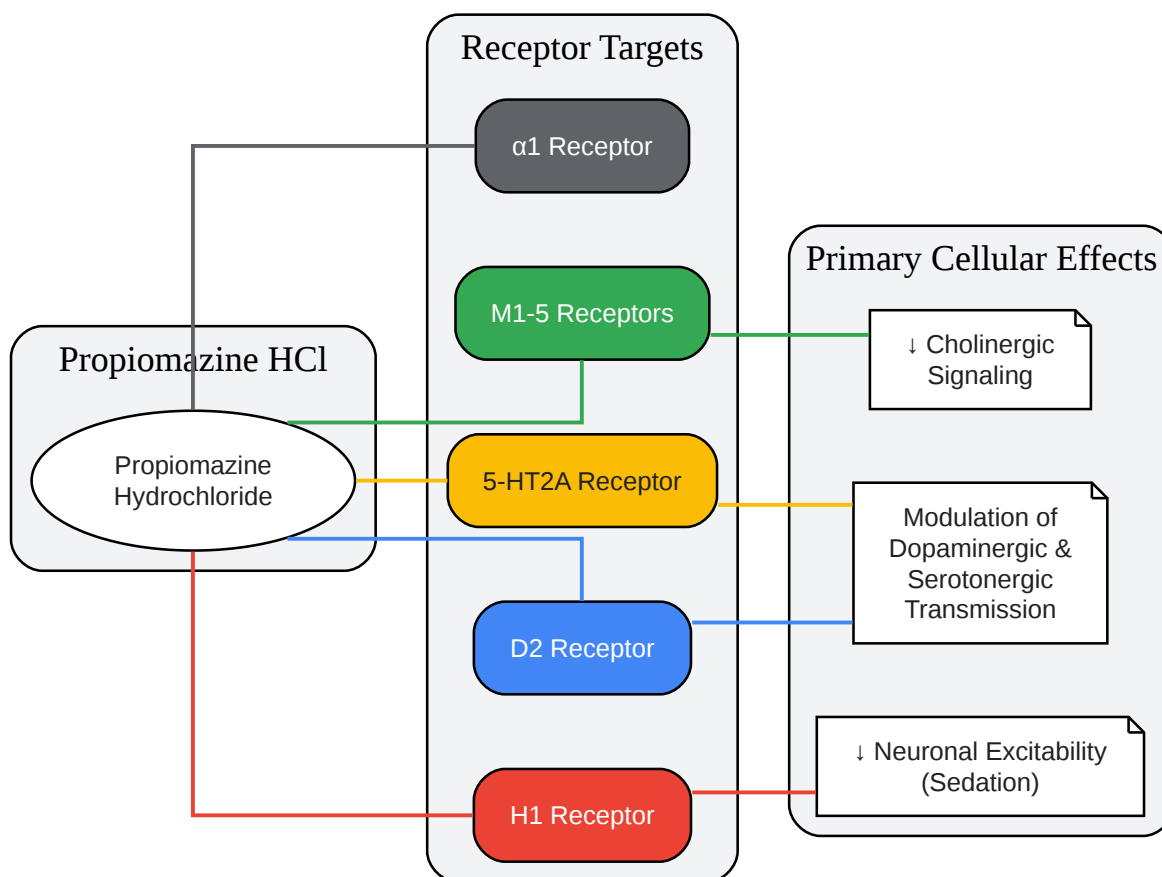 Receptor Targets
α1 Receptor
M1-5 Receptors
Primary Cellular Effects
↓ Cholinergic
Signaling
Propiomazine HCl
Propiomazine
Hydrochloride
5-HT2A Receptor
Modulation of
Dopaminergic &
Serotonergic
Transmission
D2 Receptor
↓ Neuronal Excitability
(Sedation)
H1 Receptor